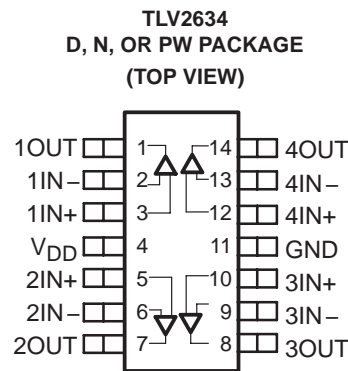 TLV2634
D, N, OR PW PACKAGE
(TOP VIEW)
1OUT 1 14 4OUT
1IN− 2 13 4IN−
1IN+ 3 12 4IN+
VDD 4 11 GND
2IN+ 5 10 3IN+
2IN− 6 9 3IN−
2OUT 7 8 3OUT